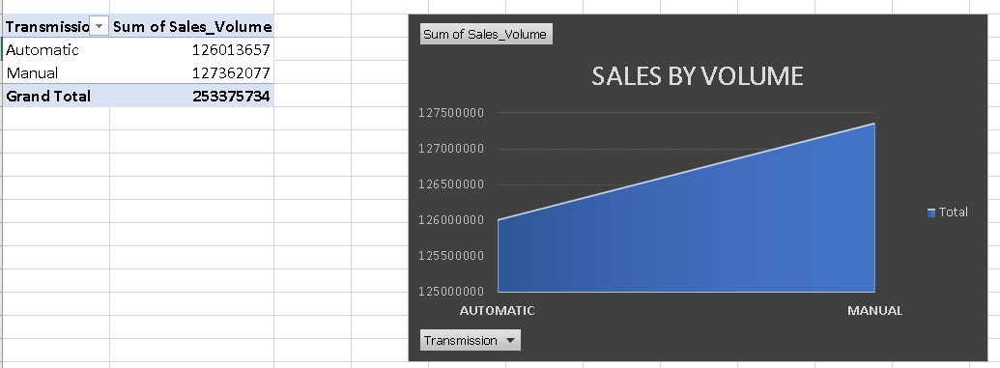 Transmissio Sum of Sales_Volume
Automatic 126013657
Manual 127362077
Grand Total 253375734
Sum of Sales_Volume
SALES BY VOLUME
127500000
127000000
126500000
126000000
125500000
125000000
AUTOMATIC MANUAL
Total
Transmission